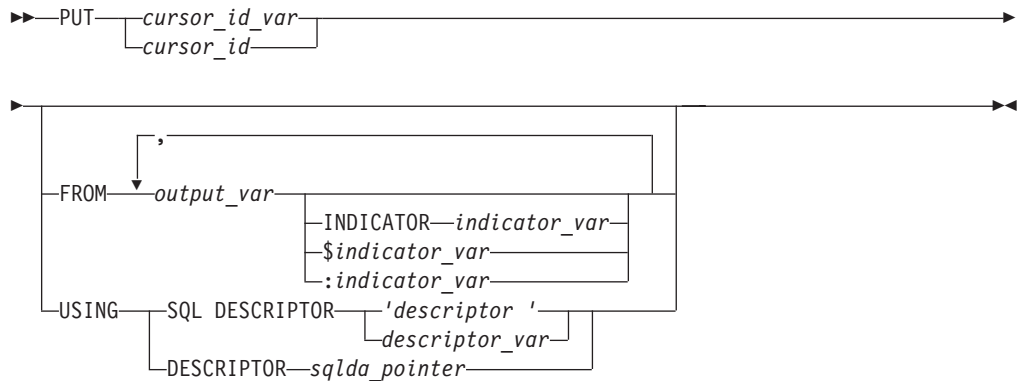 PUT cursor_id_var
cursor_id
,
FROM output_var
INDICATOR indicator_var
$indicator_var
:indicator_var
USING SQL DESCRIPTOR 'descriptor '
descriptor_var
DESCRIPTOR sqlda_pointer